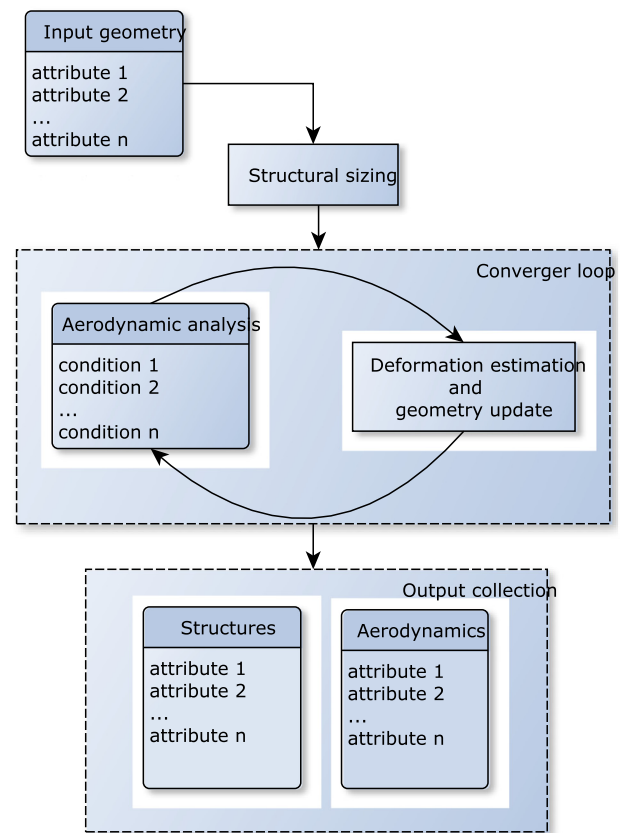 Input geometry
attribute 1
attribute 2
...
attribute n
Structural sizing
Converger loop
Aerodynamic analysis
condition 1
condition 2
...
condition n
Deformation estimation
and
geometry update
Output collection
Structures
attribute 1
attribute 2
...
attribute n
Aerodynamics
attribute 1
attribute 2
...
attribute n